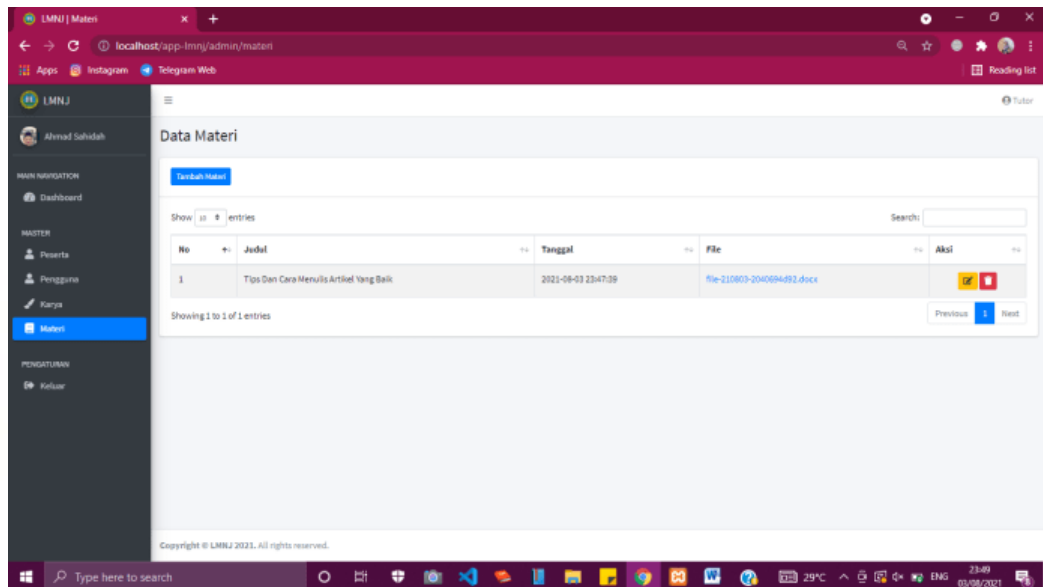 LMNJ | Materi
localhost/app-lmnj/admin/materi
Apps Instagram Telegram Web Reading list
LMNJ Tutor
Ahmad Sahidah
Data Materi
MAIN NAVIGATION
Dashboard
MASTER
Peserta
Pengguna
Karya
Materi
PENGATURAN
Keluar
Tambah Materi
Show 10 entries Search:
No Judul Tanggal File Aksi
1 Tips Dan Cara Menulis Artikel Yang Baik 2021-08-03 23:47:39 file-210803-2040694d92.docx
Showing 1 to 1 of 1 entries Previous 1 Next
Copyright © LMNJ 2021. All rights reserved.
Type here to search 29°C ENG 23:49
03/08/2021